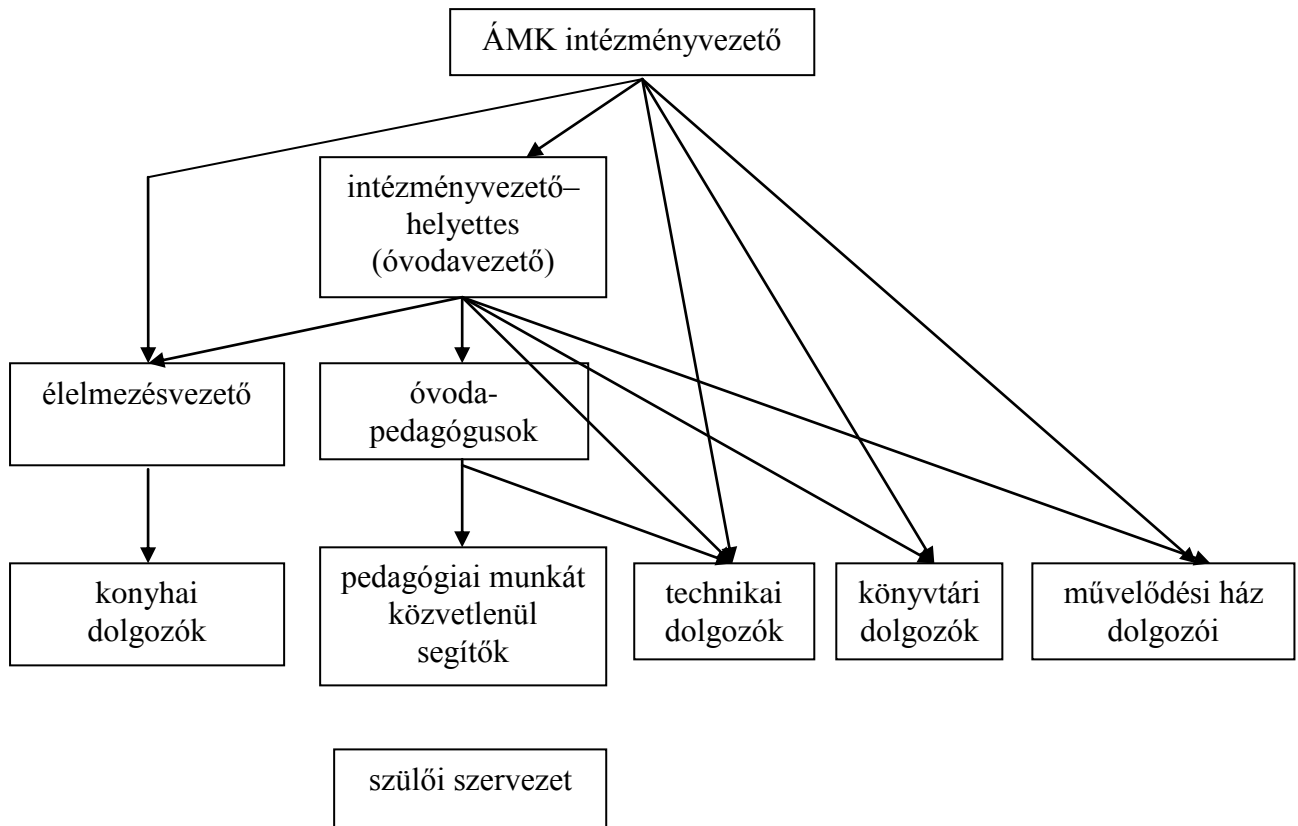 ÁMK intézményvezető
intézményvezető–
helyettes
(óvodavezető)
élelmezésvezető
óvoda-
pedagógusok
konyhai
dolgozók
pedagógiai munkát
közvetlenül
segítők
technikai
dolgozók
könyvtári
dolgozók
művelődési ház
dolgozói
szülői szervezet